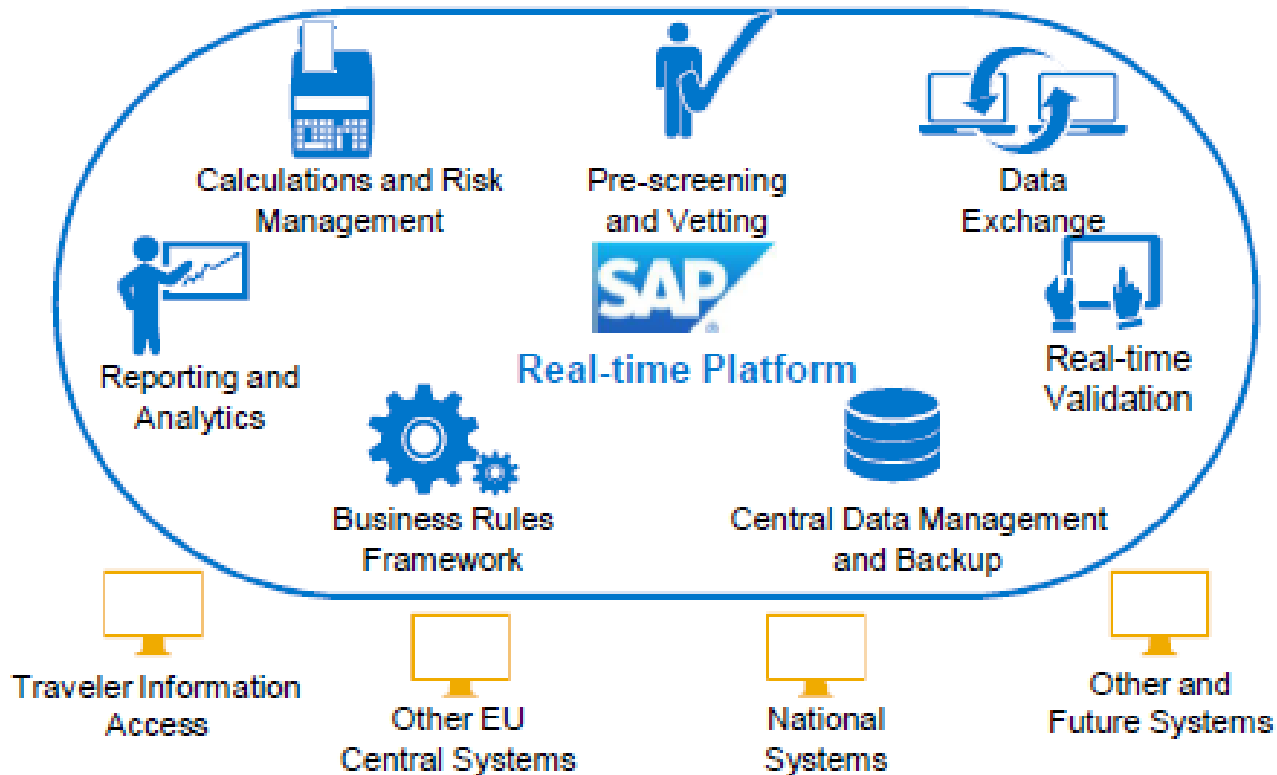 Calculations and Risk
Management
Pre-screening
and Vetting
Data
Exchange
SAP
Real-time Platform
Reporting and
Analytics
Real-time
Validation
Business Rules
Framework
Central Data Management
and Backup
Traveler Information
Access
Other EU
Central Systems
National
Systems
Other and
Future Systems